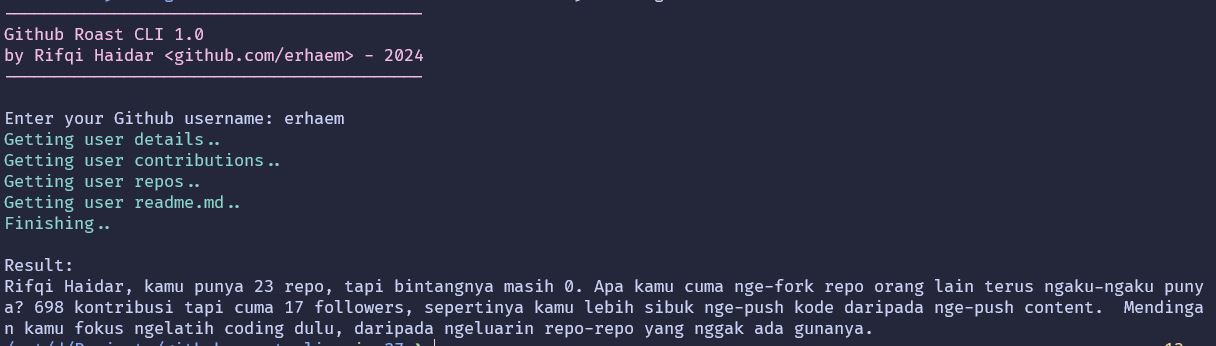 Github Roast CLI 1.0
by Rifqi Haidar <github.com/erhaem> - 2024
Enter your Github username: erhaem
Getting user details..
Getting user contributions..
Getting user repos..
Getting user readme.md..
Finishing..
Result:
Rifqi Haidar, kamu punya 23 repo, tapi bintangnya masih 0. Apa kamu cuma nge-fork repo orang lain terus ngaku-ngaku puny
a? 698 kontribusi tapi cuma 17 followers, sepertinya kamu lebih sibuk nge-push kode daripada nge-push content.  Mendinga
n kamu fokus ngelatih coding dulu, daripada ngeluarin repo-repo yang nggak ada gunanya.